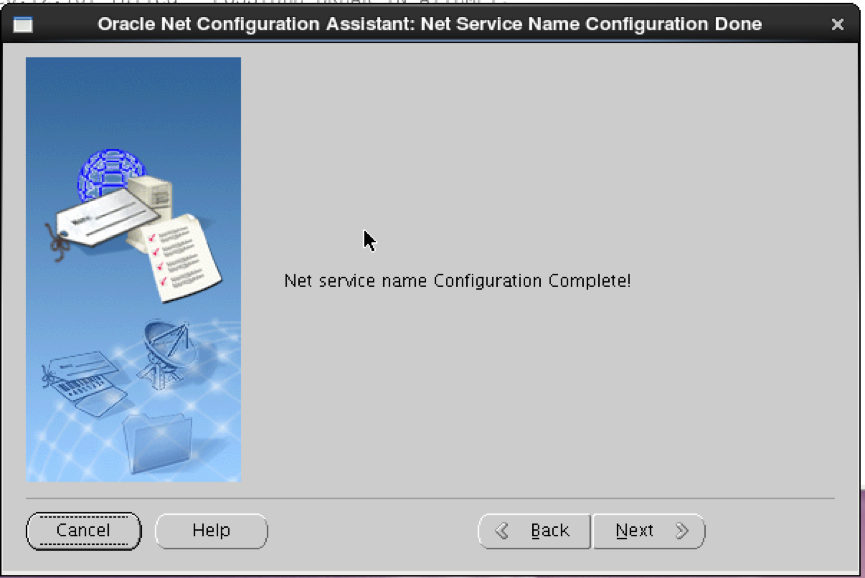 Oracle Net Configuration Assistant: Net Service Name Configuration Done
Net service name Configuration Complete!
Cancel
Help
Back
Next